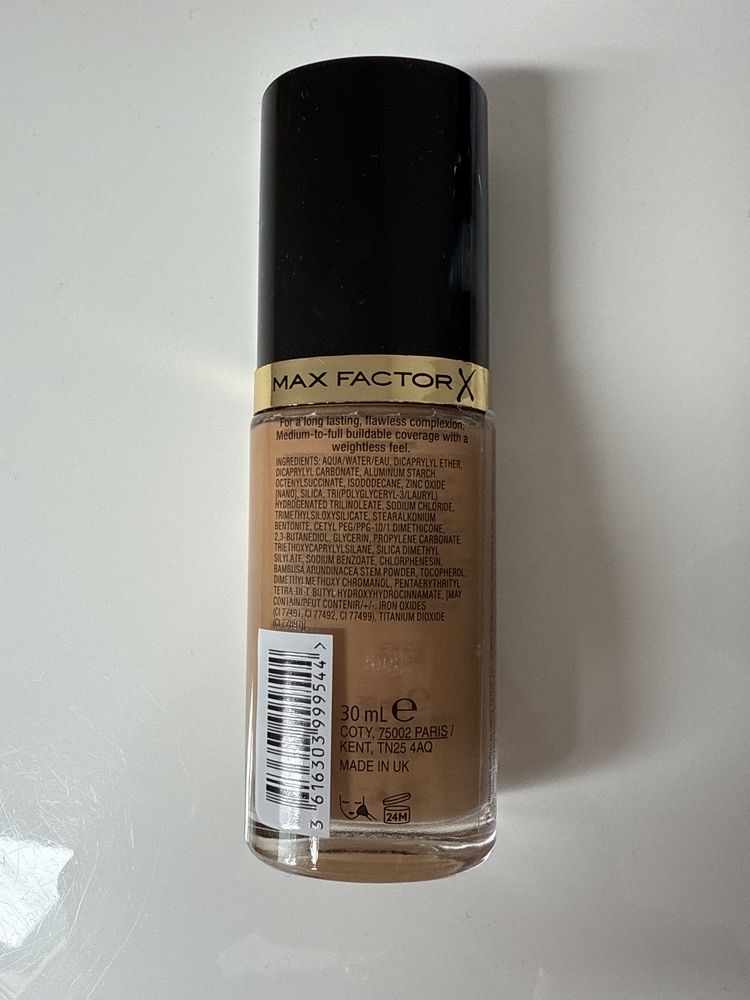 MAX FACTOR X
For a long lasting, flawless complexion.
Medium-to-full buildable coverage with a
weightless feel.
INGREDIENTS: AQUA/WATER/EAU, DICAPRYLYL ETHER,
DICAPRYLYL CARBONATE, ALUMINUM STARCH
OCTENYLSUCCINATE, ISODODECANE, ZINC OXIDE
[NANO], SILICA, TRI(POLYGLYCERYL-3/LAURYL)
HYDROGENATED TRILINOLEATE, SODIUM CHLORIDE,
TRIMETHYLSILOXYSILICATE, STEARALKONIUM
BENTONITE, CETYL PEG/PPG-10/1 DIMETHICONE,
2,3-BUTANEDIOL, GLYCERIN, PROPYLENE CARBONATE,
TRIETHOXYCAPRYLYLSILANE, SILICA DIMETHYL
SILYLATE, SODIUM BENZOATE, CHLORPHENESIN,
BAMBUSA ARUNDINACEA STEM POWDER, TOCOPHEROL,
DIMETHYL METHOXY CHROMANOL, PENTAERYTHRITYL
TETRA-DI-T-BUTYL HYDROXYHYDROCINNAMATE, [MAY
CONTAIN/PEUT CONTENIR/+/-: IRON OXIDES
(CI 77491, CI 77492, CI 77499), TITANIUM DIOXIDE
(CI 77891)].
3 616303 999544 >
30 mL e
COTY, 75002 PARIS /
KENT, TN25 4AQ
MADE IN UK
24M